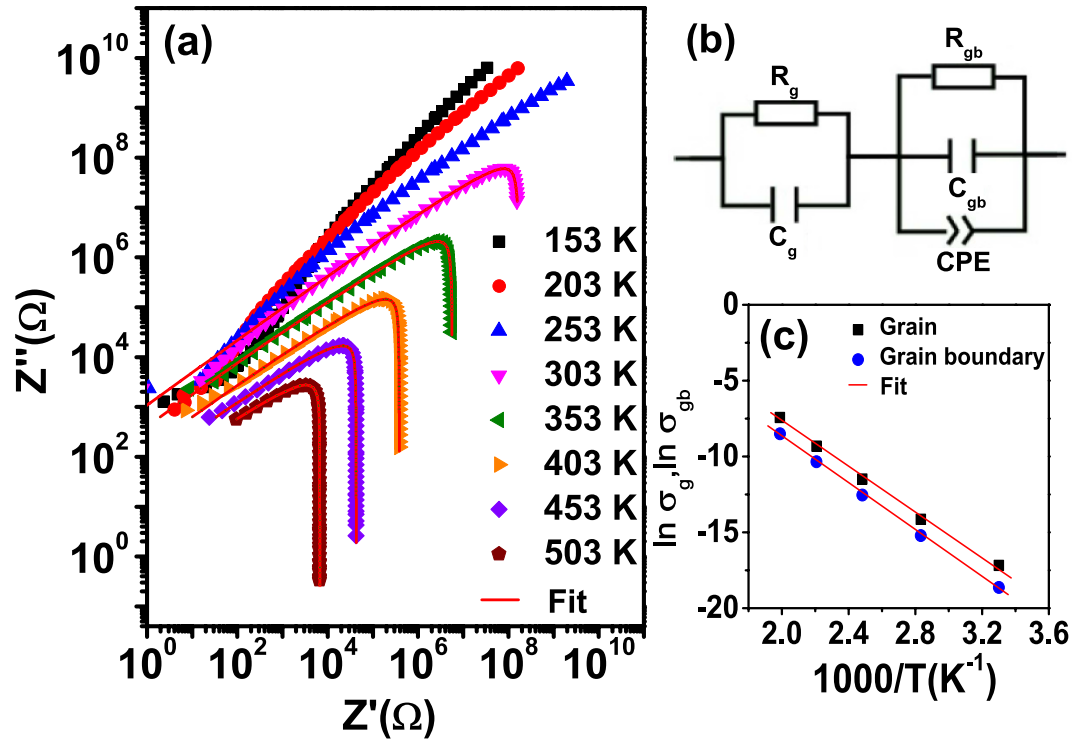 (a)
10^10
10^8
10^6
10^4
10^2
10^0
Z''(Ω)
153 K
203 K
253 K
303 K
353 K
403 K
453 K
503 K
Fit
10^0 10^2 10^4 10^6 10^8 10^10
Z'(Ω)
(b)
R_g
C_g
R_gb
C_gb
CPE
(c)
Grain
Grain boundary
Fit
0
-5
-10
-15
-20
ln σ_g,ln σ_gb
2.0 2.4 2.8 3.2 3.6
1000/T(K^-1)